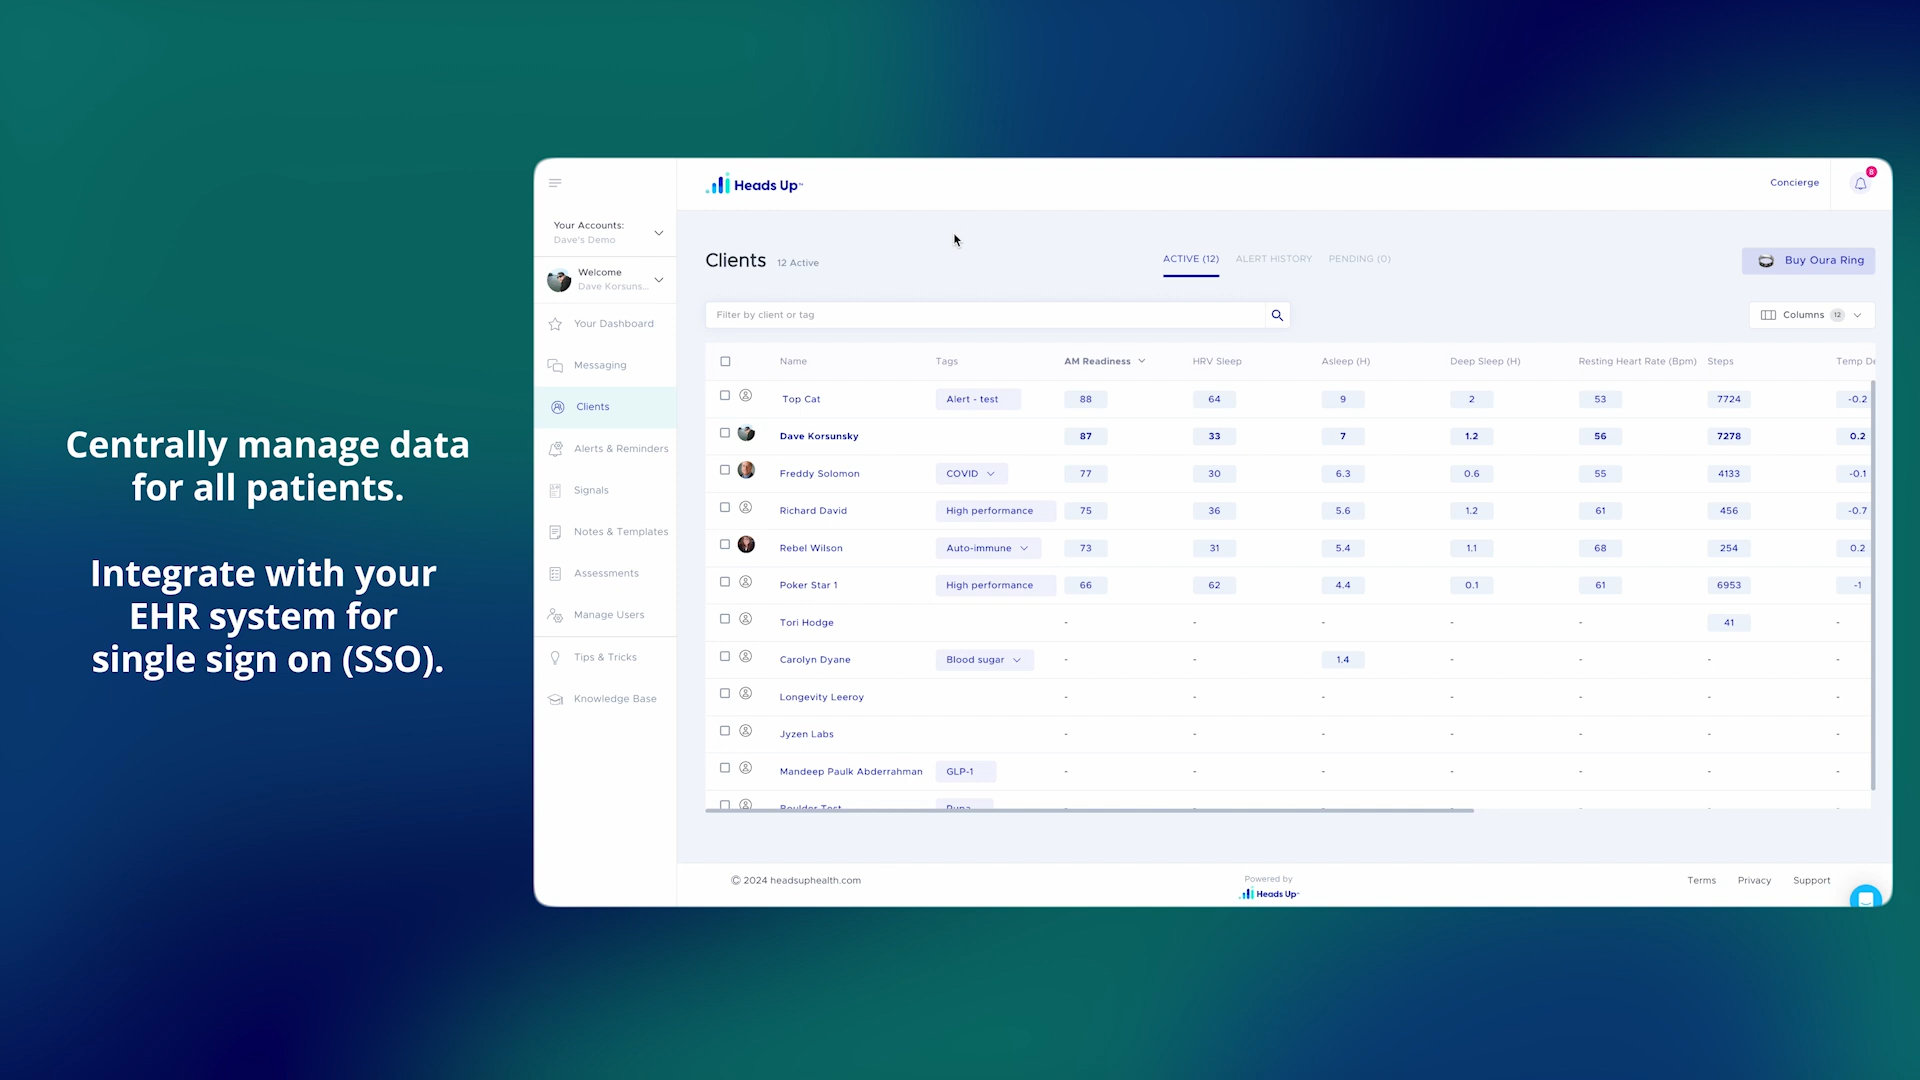 Centrally manage data
for all patients.
Integrate with your
EHR system for
single sign on (SSO).
Heads Up™
Concierge
8
Your Accounts:
Dave's Demo
Welcome
Dave Korsuns...
Your Dashboard
Messaging
Clients
Alerts & Reminders
Signals
Notes & Templates
Assessments
Manage Users
Tips & Tricks
Knowledge Base
Clients 12 Active
ACTIVE (12) ALERT HISTORY PENDING (0)
Buy Oura Ring
Filter by client or tag
Columns 12
Name Tags AM Readiness HRV Sleep Asleep (H) Deep Sleep (H) Resting Heart Rate (Bpm) Steps Temp De
Top Cat Alert - test 88 64 9 2 53 7724 -0.2
Dave Korsunsky 87 33 7 1.2 56 7278 0.2
Freddy Solomon COVID 77 30 6.3 0.6 55 4133 -0.1
Richard David High performance 75 36 5.6 1.2 61 456 -0.7
Rebel Wilson Auto-immune 73 31 5.4 1.1 68 254 0.2
Poker Star 1 High performance 66 62 4.4 0.1 61 6953 -1
Tori Hodge - - - - - 41 -
Carolyn Dyane Blood sugar - - 1.4 - - - -
Longevity Leeroy - - - - - - -
Jyzen Labs - - - - - - -
Mandeep Paulk Abderrahman GLP-1 - - - - - - -
Boulder Test - - - - - - -
© 2024 headsuphealth.com
Powered by
Heads Up™
Terms Privacy Support